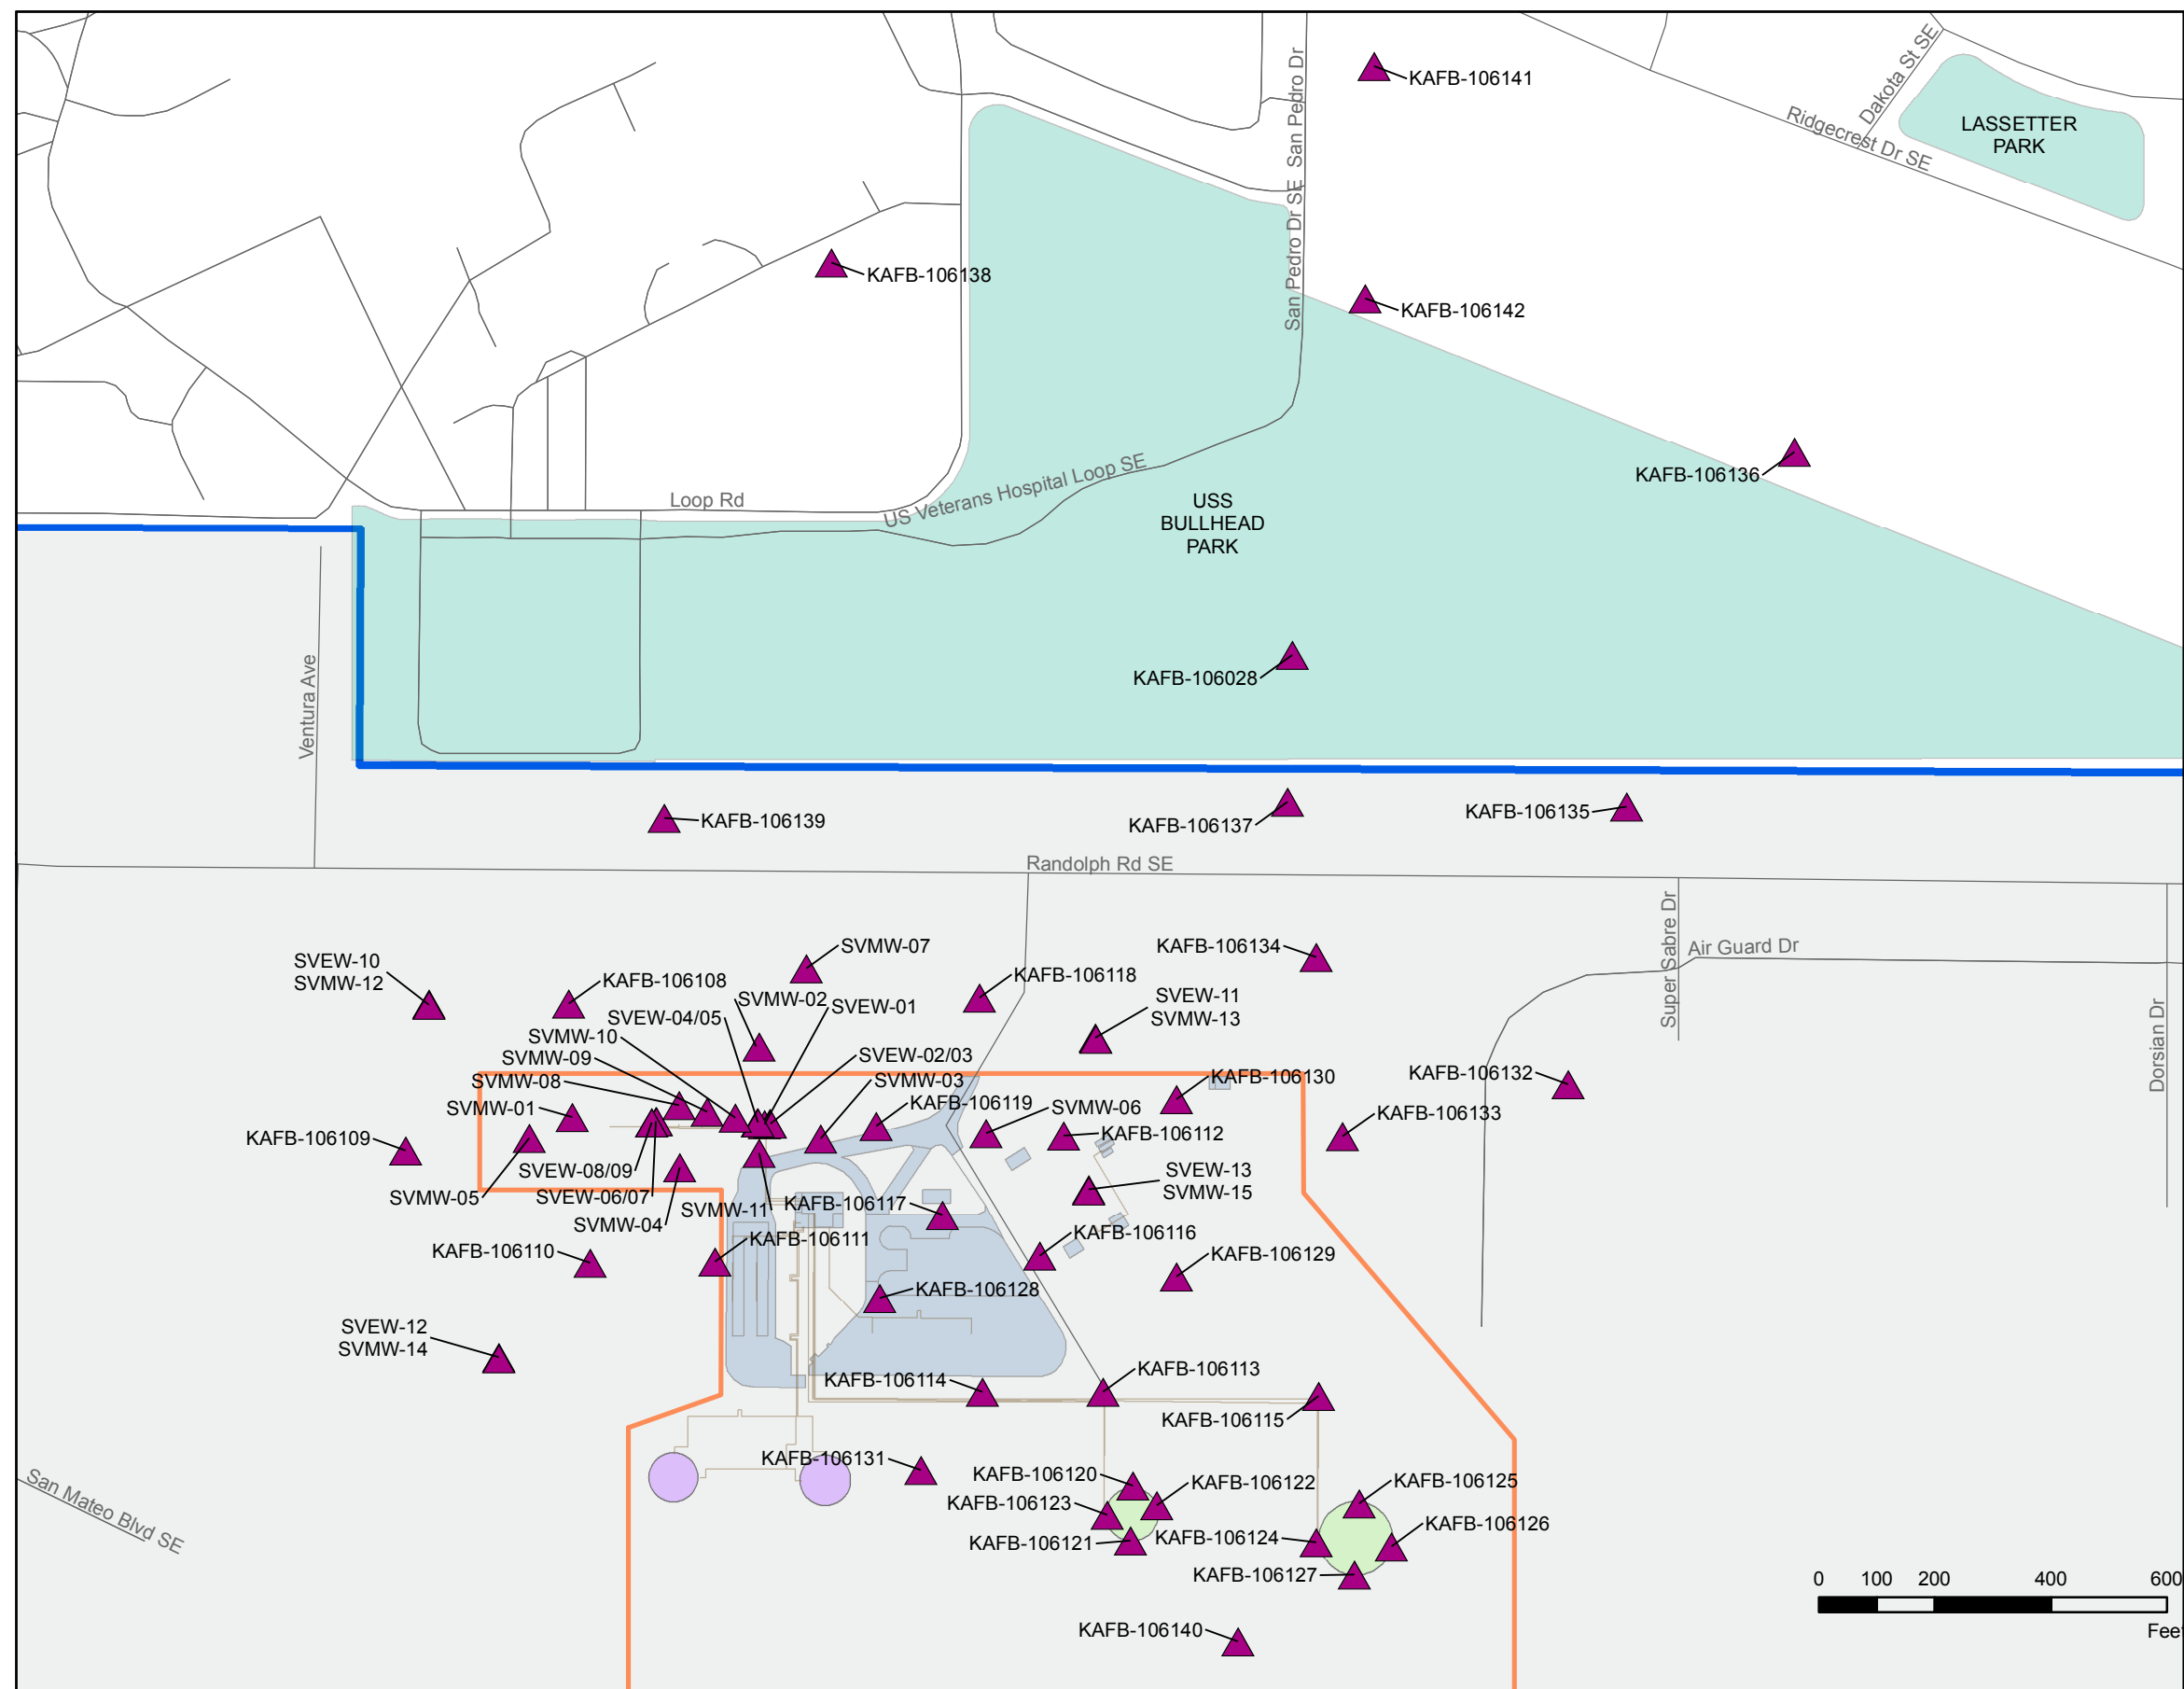 KAFB-106141
San Pedro Dr
Dakota St SE
Ridgecrest Dr SE
LASSETTER
PARK
San Pedro Dr SE
KAFB-106138
KAFB-106142
KAFB-106136
Loop Rd
US Veterans Hospital Loop SE
USS
BULLHEAD
PARK
KAFB-106028
Ventura Ave
KAFB-106139
KAFB-106137
KAFB-106135
Randolph Rd SE
Super Sabre Dr
Air Guard Dr
Dorsian Dr
SVMW-07
KAFB-106134
SVEW-10
SVMW-12
KAFB-106108
KAFB-106118
SVMW-02
SVEW-01
SVEW-11
SVMW-13
SVEW-04/05
SVMW-10
SVMW-09
SVEW-02/03
SVMW-08
SVMW-03
KAFB-106130
KAFB-106132
SVMW-01
KAFB-106119
SVMW-06
KAFB-106133
KAFB-106109
KAFB-106112
SVEW-08/09
SVEW-13
SVMW-15
SVMW-05
SVEW-06/07
SVMW-04
SVMW-11
KAFB-106117
KAFB-106110
KAFB-106111
KAFB-106116
KAFB-106129
KAFB-106128
SVEW-12
SVMW-14
KAFB-106114
KAFB-106113
KAFB-106115
KAFB-106131
KAFB-106120
KAFB-106122
KAFB-106125
KAFB-106123
KAFB-106121
KAFB-106124
KAFB-106126
KAFB-106127
San Mateo Blvd SE
0 100 200 400 600
Fee
KAFB-106140